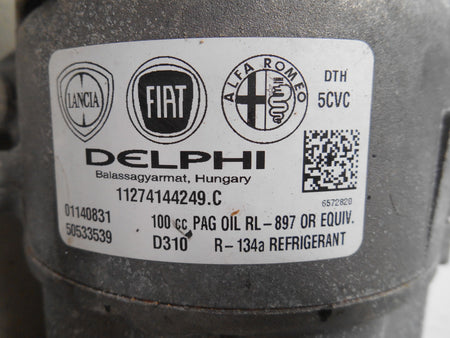 LANCIA
FIAT
ALFA ROMEO
DTH
5CVC
DELPHI
Balassagyarmat, Hungary
11274144249.C
6572820
01140831
100 cc PAG OIL RL-897 OR EQUIV.
50533539
D310 R-134a REFRIGERANT